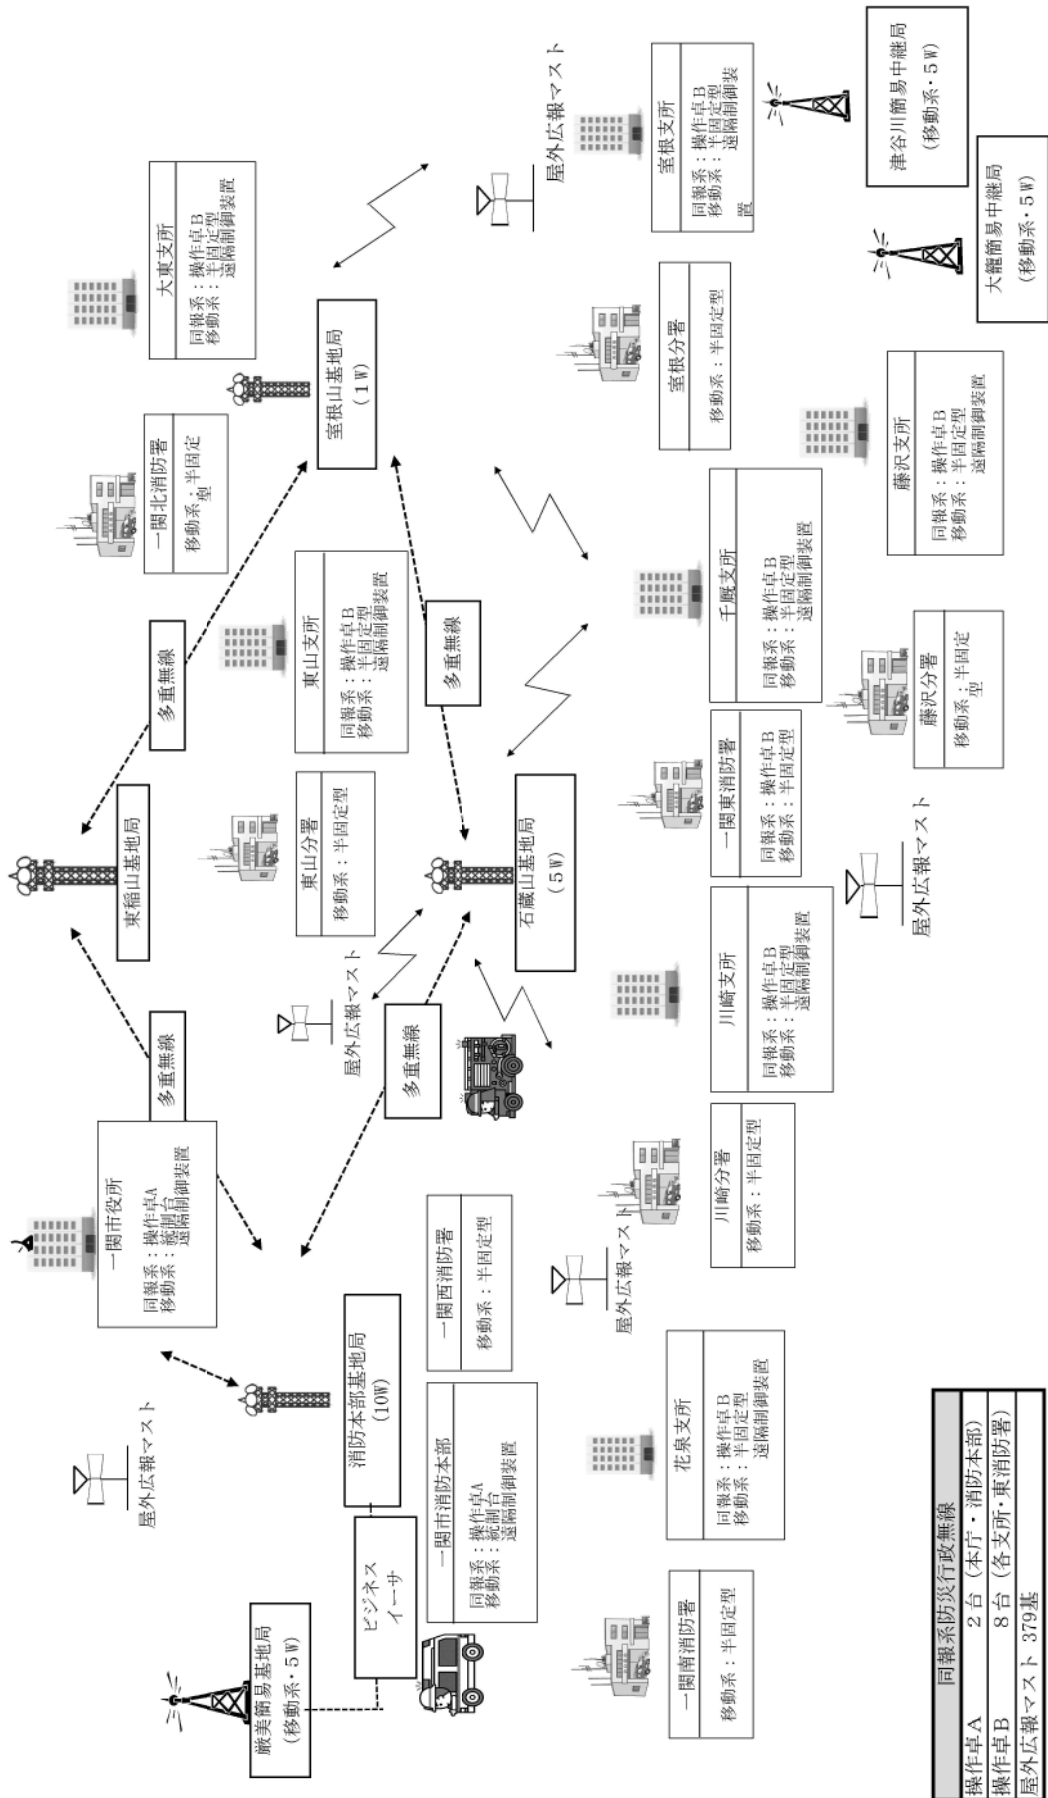 屋外広報マスト
厳美簡易基地局
(移動系・5W)
ビジネス
イーサ
消防本部基地局
(10W)
一関市役所
同報系：操作卓A
移動系：統制台
遠隔制御装置
多重無線
東稲山基地局
多重無線
一関北消防署
移動系：半固定
型
大東支所
同報系：操作卓B
移動系：半固定型
遠隔制御装置
室根山基地局
(1W)
東山支所
同報系：操作卓B
移動系：半固定型
遠隔制御装置
東山分署
移動系：半固定型
屋外広報マスト
多重無線
石蔵山基地局
(5W)
多重無線
一関市消防本部
同報系：操作卓A
移動系：統制台
遠隔制御装置
一関西消防署
移動系：半固定型
屋外広報マスト
室根支所
同報系：操作卓B
移動系：半固定型
遠隔制御装
置
室根分署
移動系：半固定型
一関南消防署
移動系：半固定型
花泉支所
同報系：操作卓B
移動系：半固定型
遠隔制御装置
屋外広報マスト
川崎分署
移動系：半固定型
川崎支所
同報系：操作卓B
移動系：半固定型
遠隔制御装置
一関東消防署
同報系：操作卓B
移動系：半固定型
千厩支所
同報系：操作卓B
移動系：半固定型
遠隔制御装置
屋外広報マスト
藤沢分署
移動系：半固定
型
藤沢支所
同報系：操作卓B
移動系：半固定型
遠隔制御装置
津谷川簡易中継局
(移動系・5W)
大籠簡易中継局
(移動系・5W)
同報系防災行政無線
操作卓A 2台（本庁・消防本部）
操作卓B 8台（各支所・東消防署）
屋外広報マスト 379基